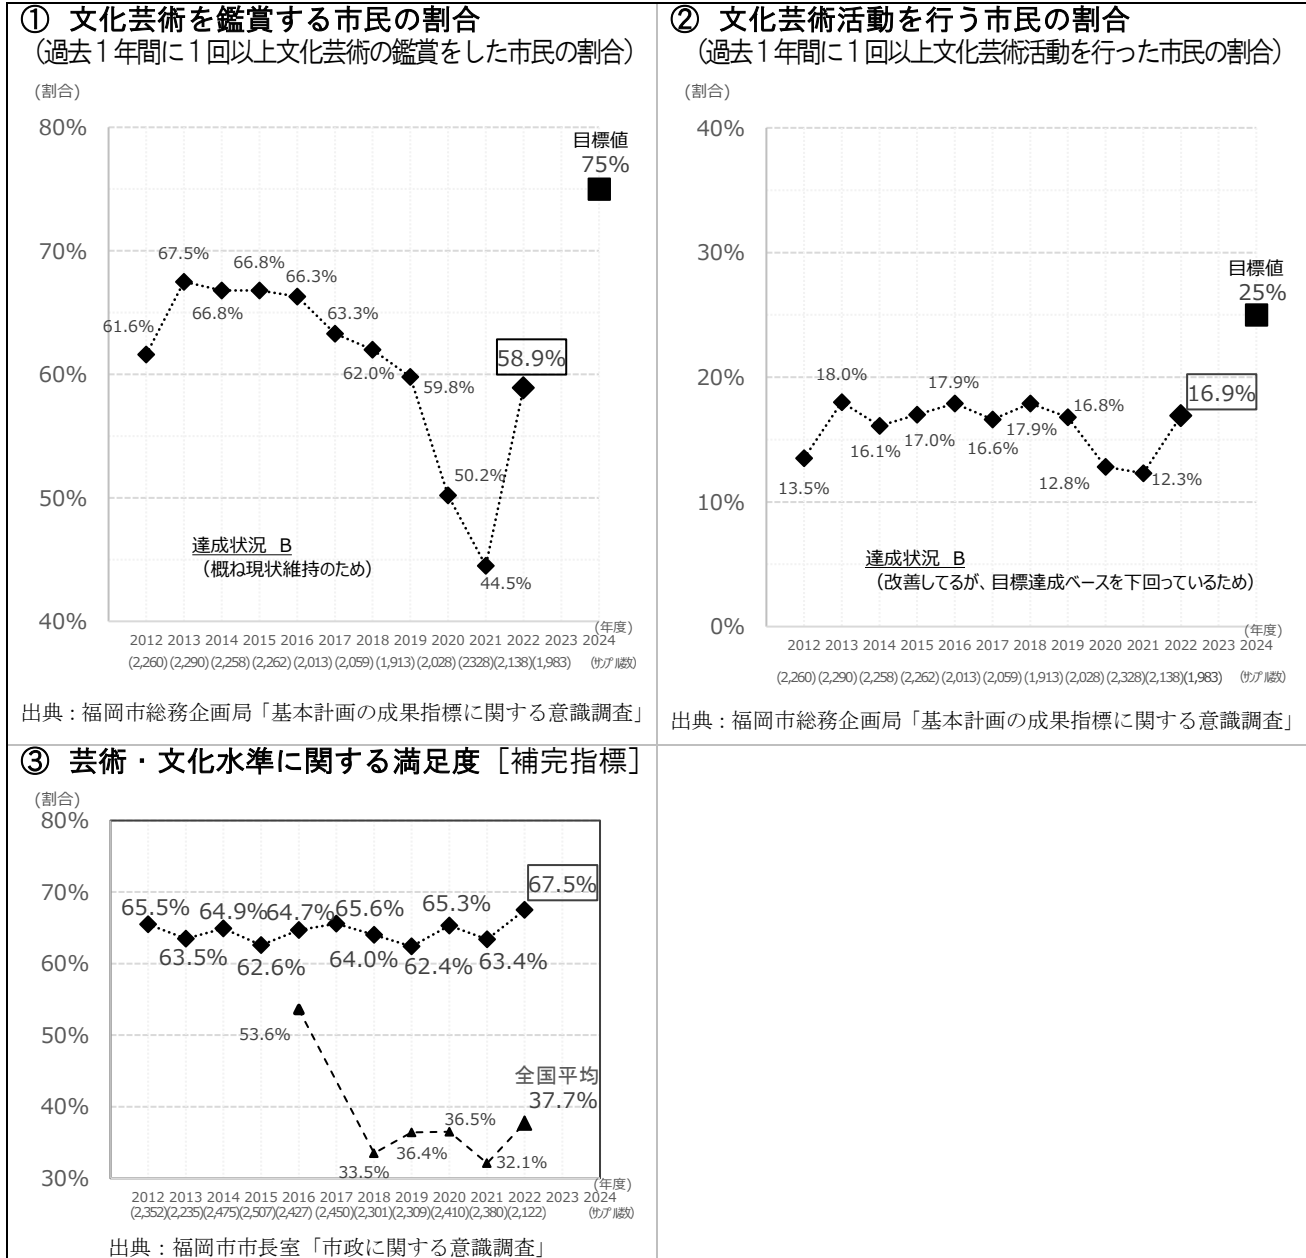 ① 文化芸術を鑑賞する市民の割合
（過去１年間に１回以上文化芸術の鑑賞をした市民の割合）
(割合)
80%
目標値
75%
70%
67.5%
66.8%
66.3%
66.8%
63.3%
61.6%
62.0%
60%
59.8%
58.9%
50.2%
50%
44.5%
達成状況 B
（概ね現状維持のため）
40%
(年度)
2012 2013 2014 2015 2016 2017 2018 2019 2020 2021 2022 2023 2024
(2,260) (2,290) (2,258) (2,262) (2,013) (2,059) (1,913) (2,028) (2328)(2,138)(1,983) (ｻﾝﾌﾟﾙ数)
出典：福岡市総務企画局「基本計画の成果指標に関する意識調査」
② 文化芸術活動を行う市民の割合
（過去１年間に１回以上文化芸術活動を行った市民の割合）
(割合)
40%
30%
目標値
25%
20%
18.0%
17.9%
16.8%
16.9%
16.1%
17.0%
16.6%
17.9%
13.5%
12.8%
12.3%
10%
達成状況 B
（改善してるが、目標達成ベースを下回っているため）
0%
(年度)
2012 2013 2014 2015 2016 2017 2018 2019 2020 2021 2022 2023 2024
(2,260) (2,290) (2,258) (2,262) (2,013) (2,059) (1,913) (2,028) (2,328)(2,138)(1,983) (ｻﾝﾌﾟﾙ数)
出典：福岡市総務企画局「基本計画の成果指標に関する意識調査」
③ 芸術・文化水準に関する満足度［補完指標］
(割合)
80%
70%
67.5%
65.5%
64.9%
64.7%
65.6%
65.3%
63.5%
62.6%
64.0%
62.4%
63.4%
60%
50%
53.6%
全国平均
37.7%
40%
36.5%
36.4%
33.5%
32.1%
30%
(年度)
2012 2013 2014 2015 2016 2017 2018 2019 2020 2021 2022 2023 2024
(2,352)(2,235)(2,475)(2,507)(2,427) (2,450)(2,301)(2,309)(2,410)(2,380)(2,122) (ｻﾝﾌﾟﾙ数)
出典：福岡市市長室「市政に関する意識調査」